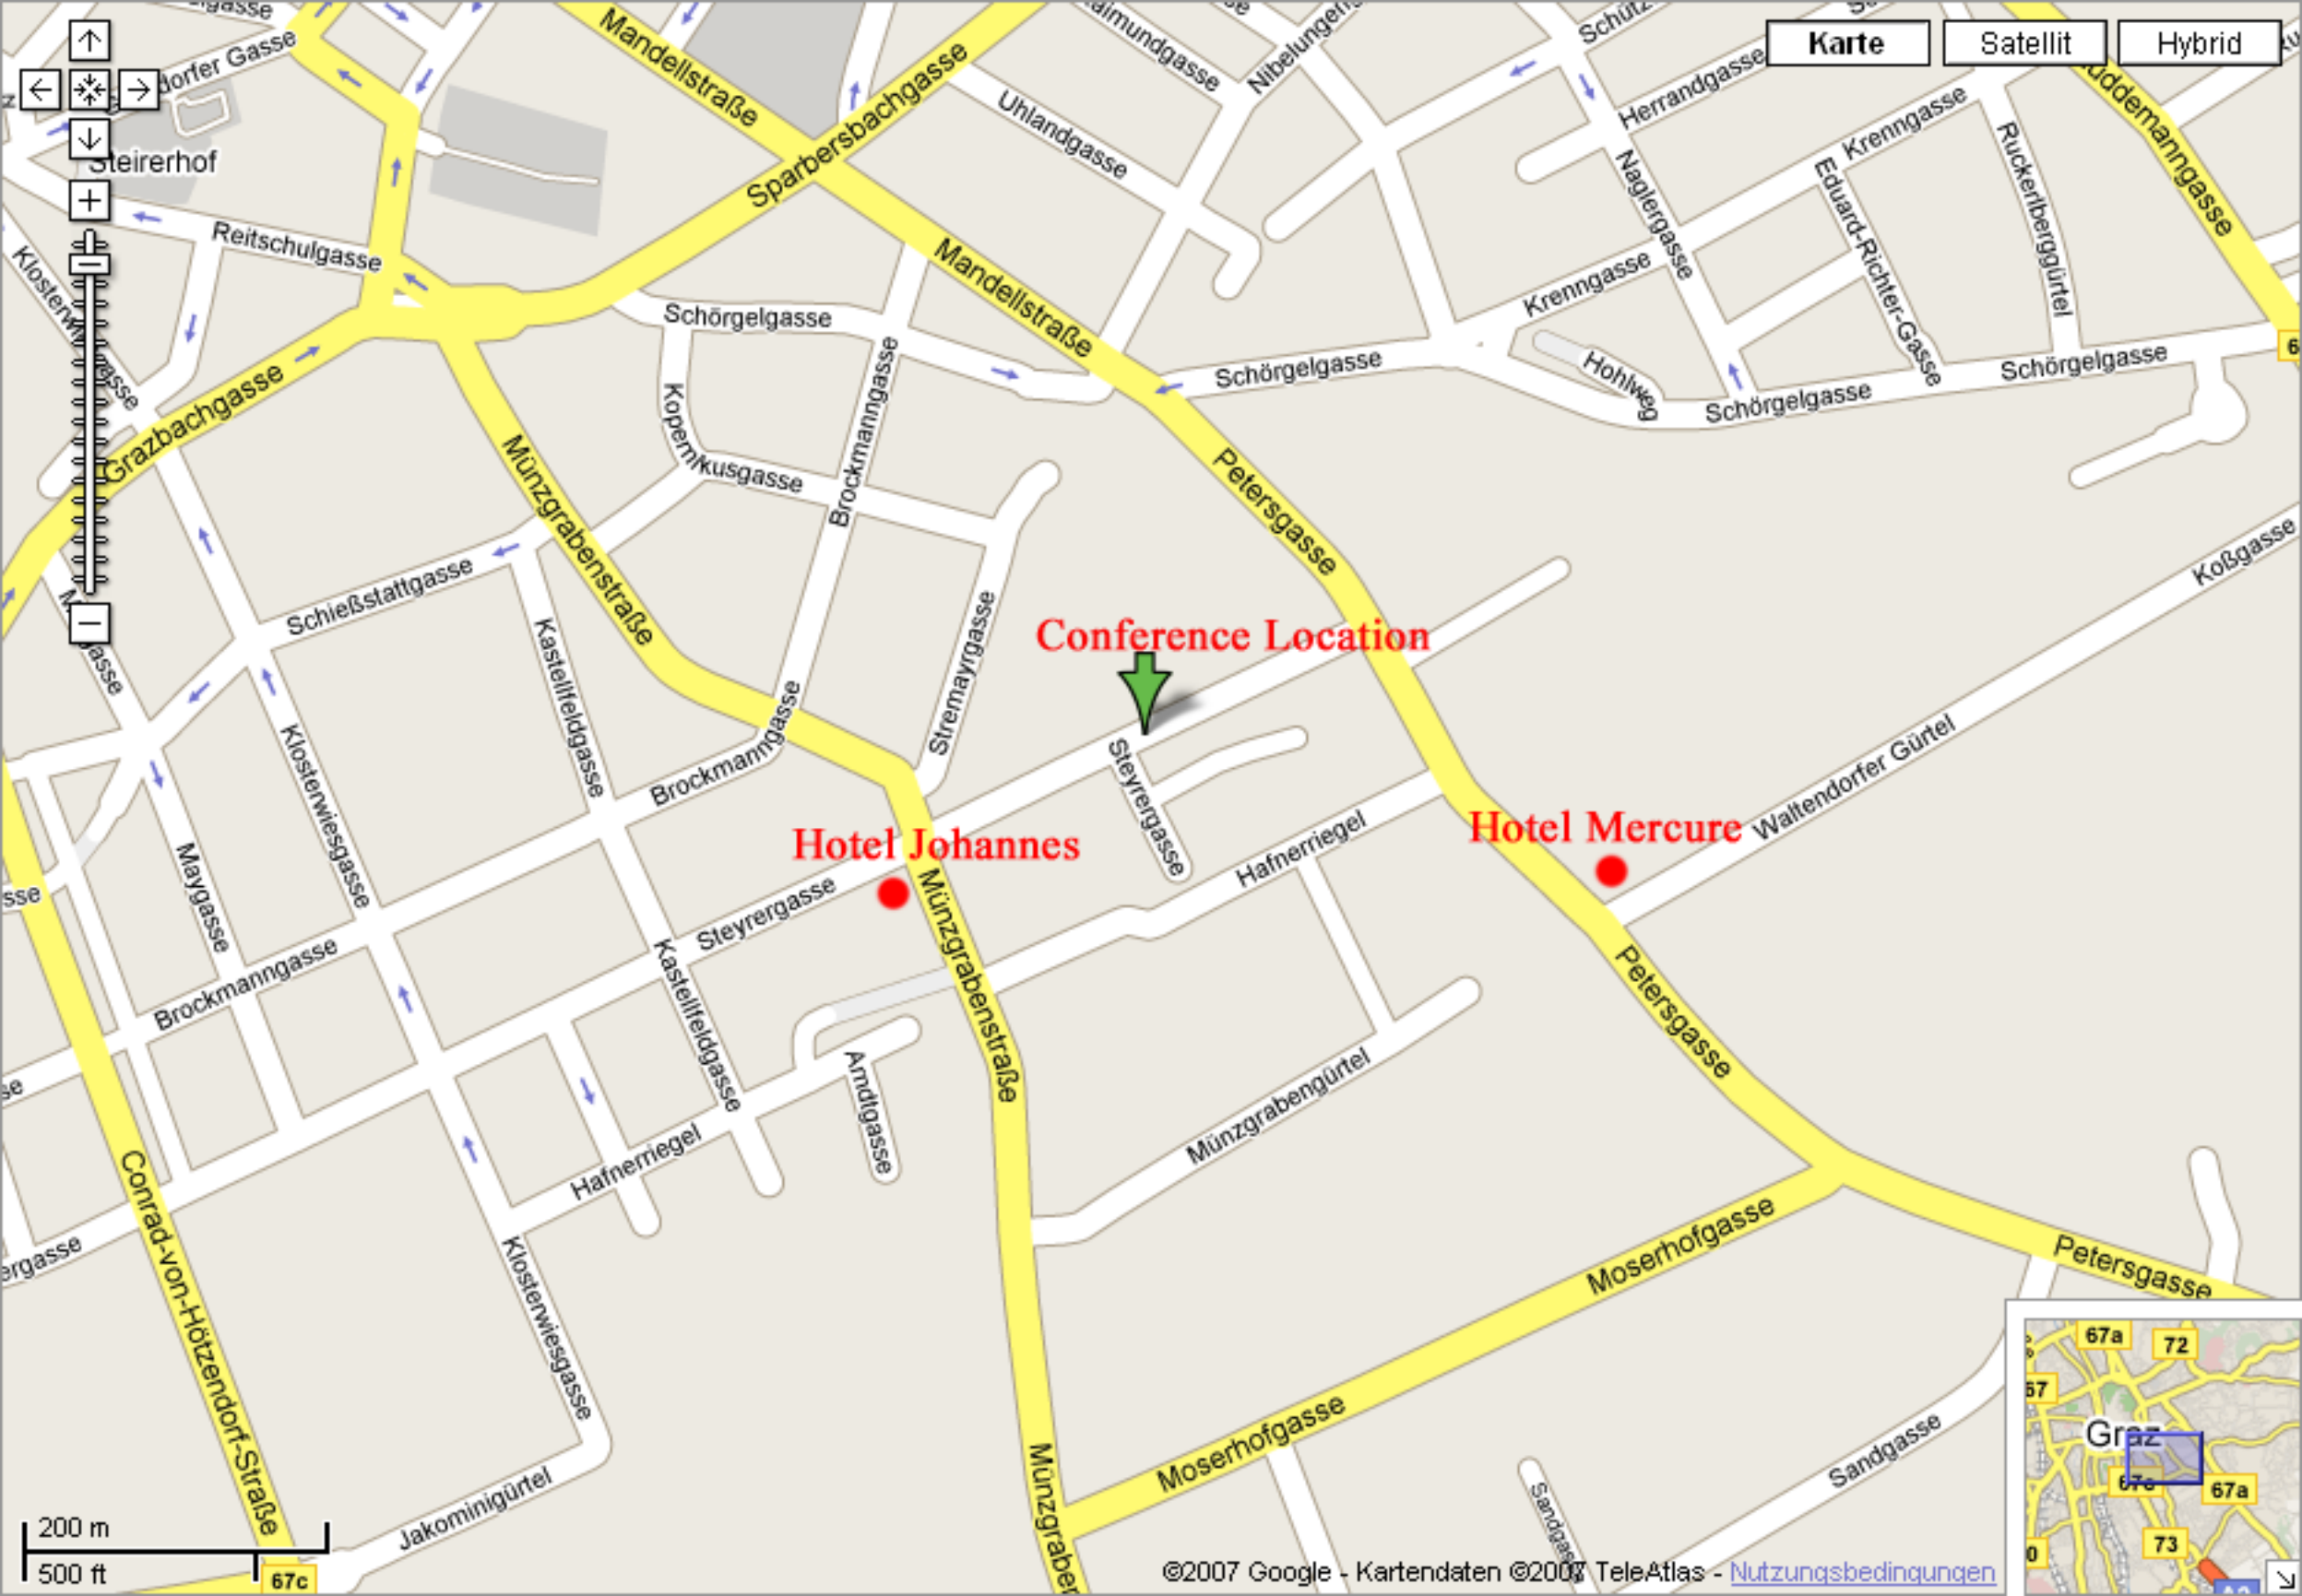 Karte
Satellit
Hybrid
Steirerhof
Mandellstraße
Sparbersbachgasse
Uhlandgasse
Herrandgasse
Krenngasse
Naglergasse
Eduard-Richter-Gasse
Ruckerlberggürtel
Reitschulgasse
Schörgelgasse
Mandellstraße
Krenngasse
Schörgelgasse
Hohlweg
Schörgelgasse
Schörgelgasse
Grazbachgasse
Münzgrabenstraße
Kopernikusgasse
Brockmanngasse
Petersgasse
Koßgasse
Schießstattgasse
Kastellfeldgasse
Stremayrgasse
Conference Location
Steyrergasse
Klosterwiesgasse
Brockmanngasse
Hotel Johannes
Hafnerriegel
Hotel Mercure
Waltendorfer Gürtel
Maygasse
Steyrergasse
Münzgrabenstraße
Brockmanngasse
Kastellfeldgasse
Petersgasse
Arndtgasse
Münzgrabengürtel
Hafnerriegel
Conrad-von-Hötzendorf-Straße
Klosterwiesgasse
Moserhofgasse
Petersgasse
Moserhofgasse
Jakominigürtel
Sandgasse
67a
72
67
Graz
67a
73
200 m
500 ft
67c
©2007 Google - Kartendaten ©2007 TeleAtlas - Nutzungsbedingungen